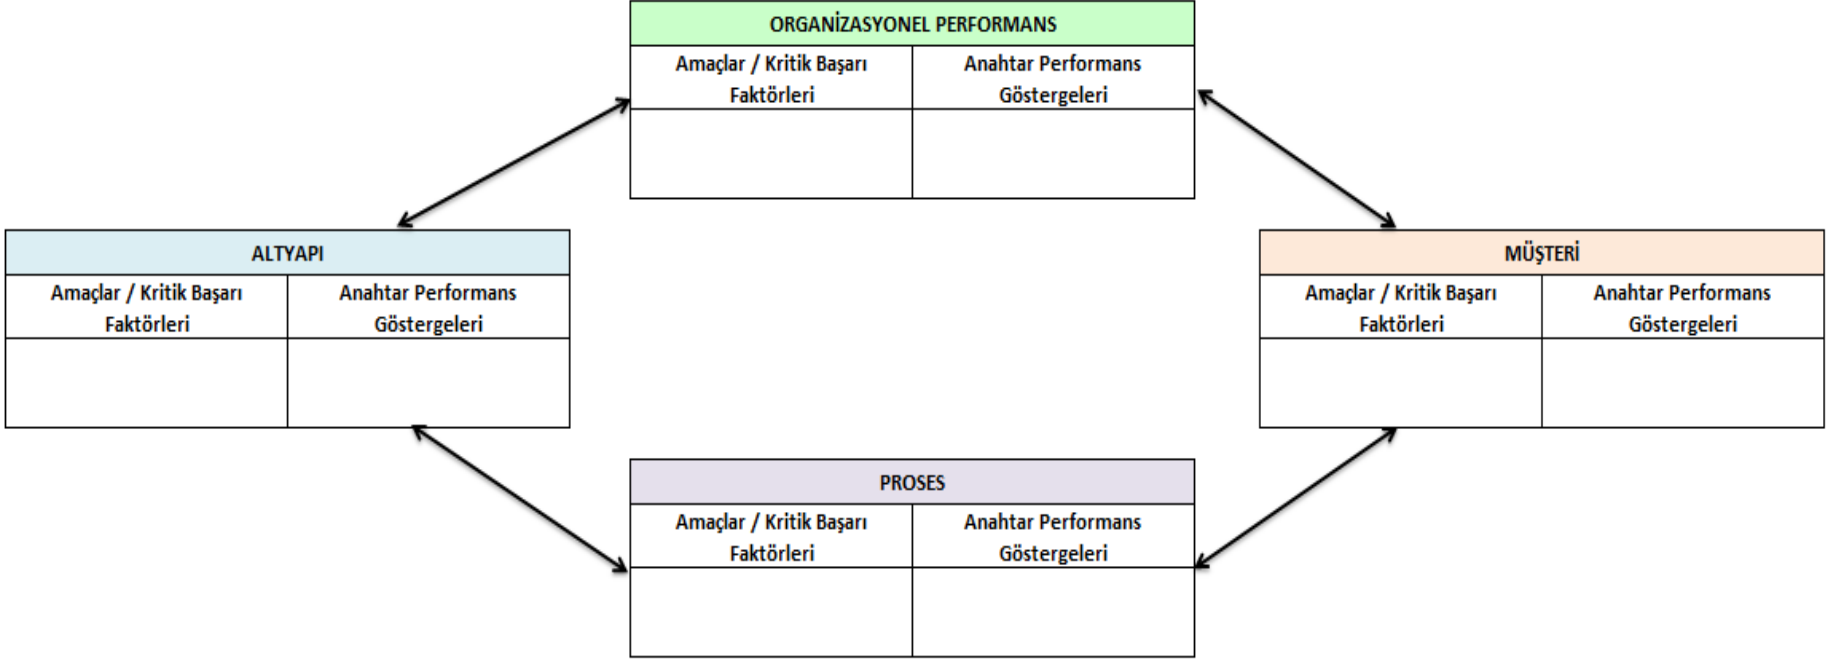 ORGANİZASYONEL PERFORMANS
Amaçlar / Kritik Başarı
Faktörleri
Anahtar Performans
Göstergeleri
ALTYAPI
Amaçlar / Kritik Başarı
Faktörleri
Anahtar Performans
Göstergeleri
MÜŞTERİ
Amaçlar / Kritik Başarı
Faktörleri
Anahtar Performans
Göstergeleri
PROSES
Amaçlar / Kritik Başarı
Faktörleri
Anahtar Performans
Göstergeleri